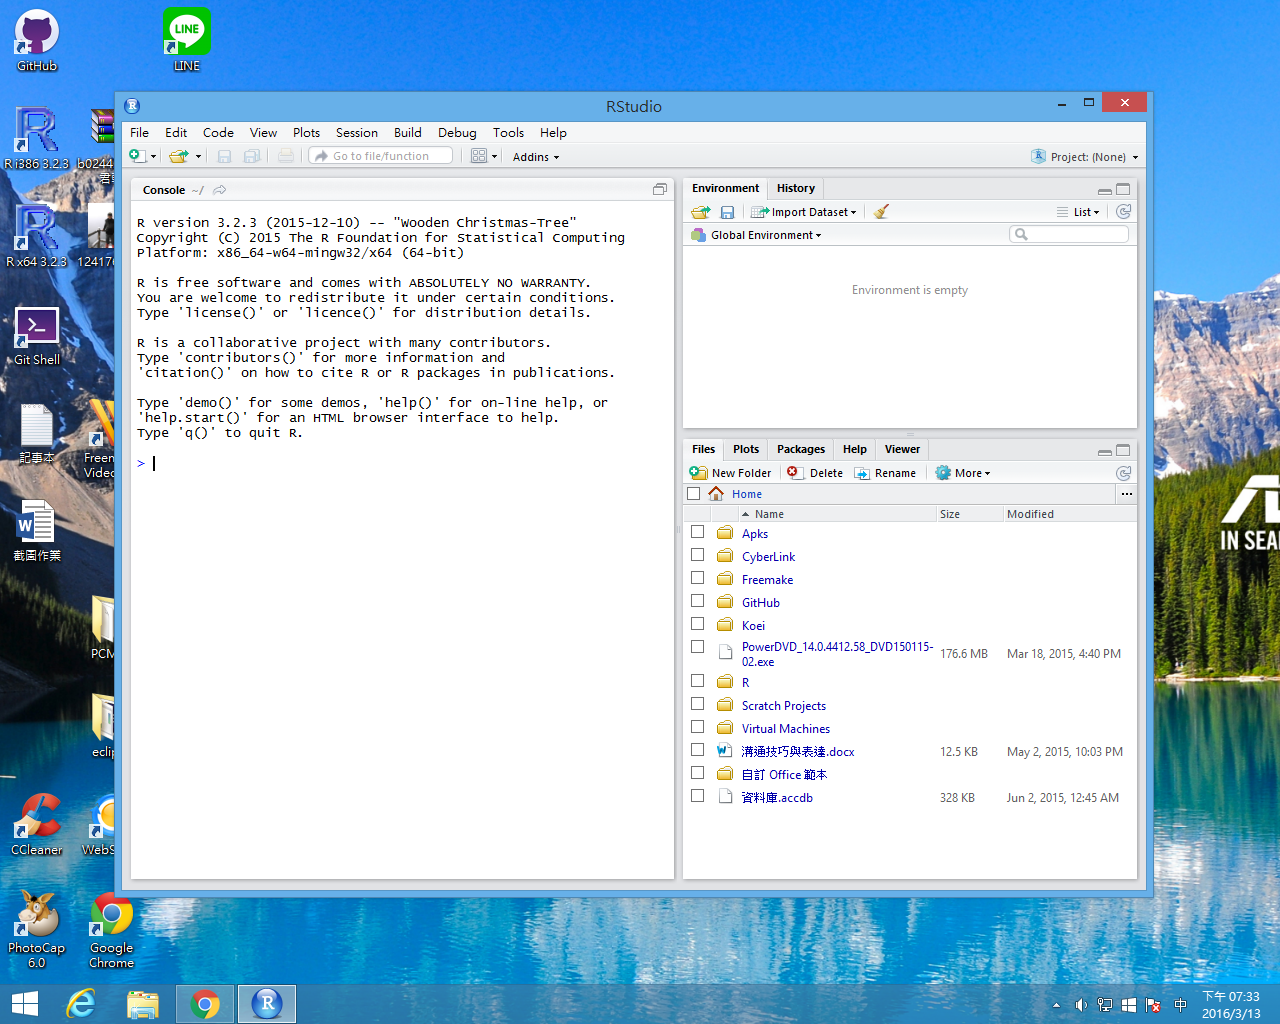 GitHub
LINE
R i386 3.2.3
b0244
R x64 3.2.3
12417
Git Shell
記事本
Freem
Video
截圖作業
PCM
eclip
CCleaner
WebS
PhotoCap
6.0
Google
Chrome
RStudio
File Edit Code View Plots Session Build Debug Tools Help
Go to file/function
Addins
Project: (None)
Console ~/
R version 3.2.3 (2015-12-10) -- "Wooden Christmas-Tree"
Copyright (C) 2015 The R Foundation for Statistical Computing
Platform: x86_64-w64-mingw32/x64 (64-bit)
R is free software and comes with ABSOLUTELY NO WARRANTY.
You are welcome to redistribute it under certain conditions.
Type 'license()' or 'licence()' for distribution details.
R is a collaborative project with many contributors.
Type 'contributors()' for more information and
'citation()' on how to cite R or R packages in publications.
Type 'demo()' for some demos, 'help()' for on-line help, or
'help.start()' for an HTML browser interface to help.
Type 'q()' to quit R.
>
Environment History
Import Dataset
List
Global Environment
Environment is empty
Files Plots Packages Help Viewer
New Folder Delete Rename More
Home
Name Size Modified
Apks
CyberLink
Freemake
GitHub
Koei
PowerDVD_14.0.4412.58_DVD150115-
02.exe 176.6 MB Mar 18, 2015, 4:40 PM
R
Scratch Projects
Virtual Machines
溝通技巧與表達.docx 12.5 KB May 2, 2015, 10:03 PM
自訂 Office 範本
資料庫.accdb 328 KB Jun 2, 2015, 12:45 AM
IN SEA
中
下午 07:33
2016/3/13